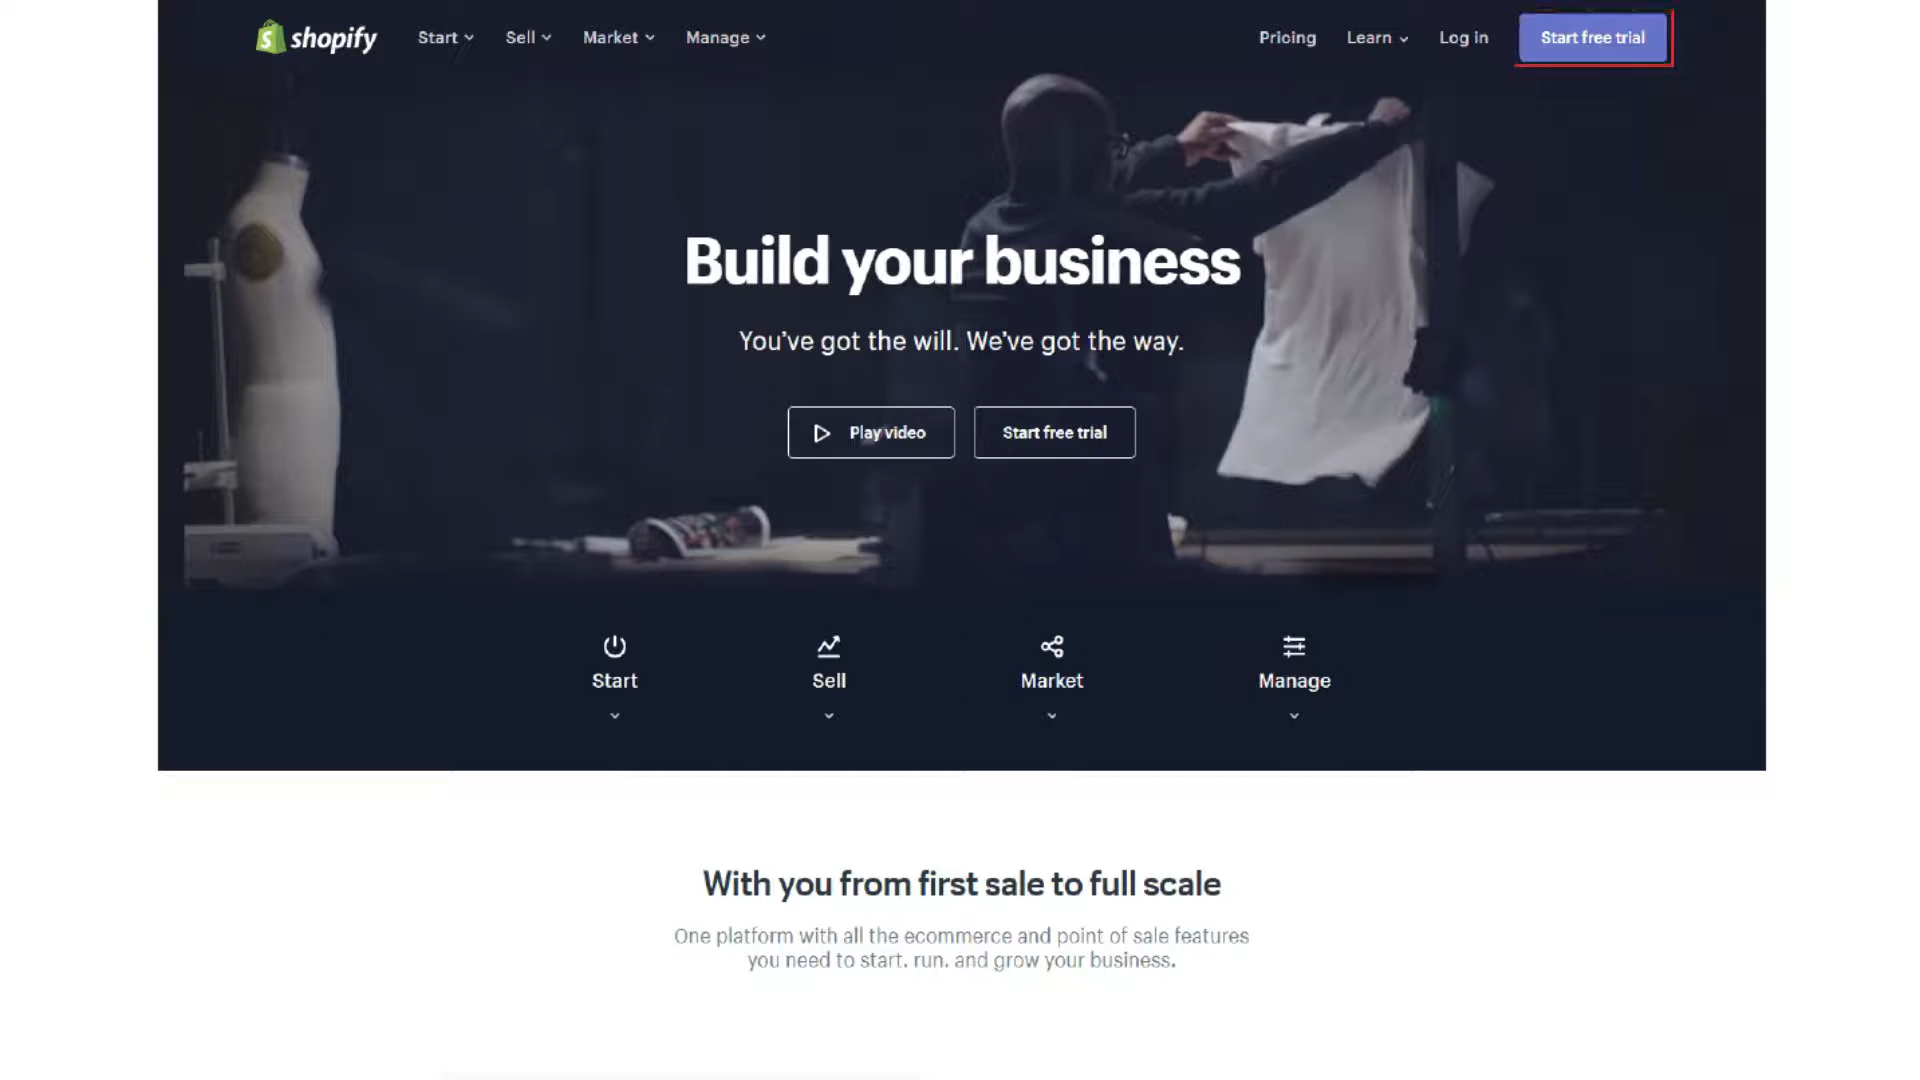 shopify Start Sell Market Manage Pricing Learn Log in Start free trial
Build your business
You've got the will. We've got the way.
Play video Start free trial
Start Sell Market Manage
With you from first sale to full scale
One platform with all the ecommerce and point of sale features
you need to start, run, and grow your business.